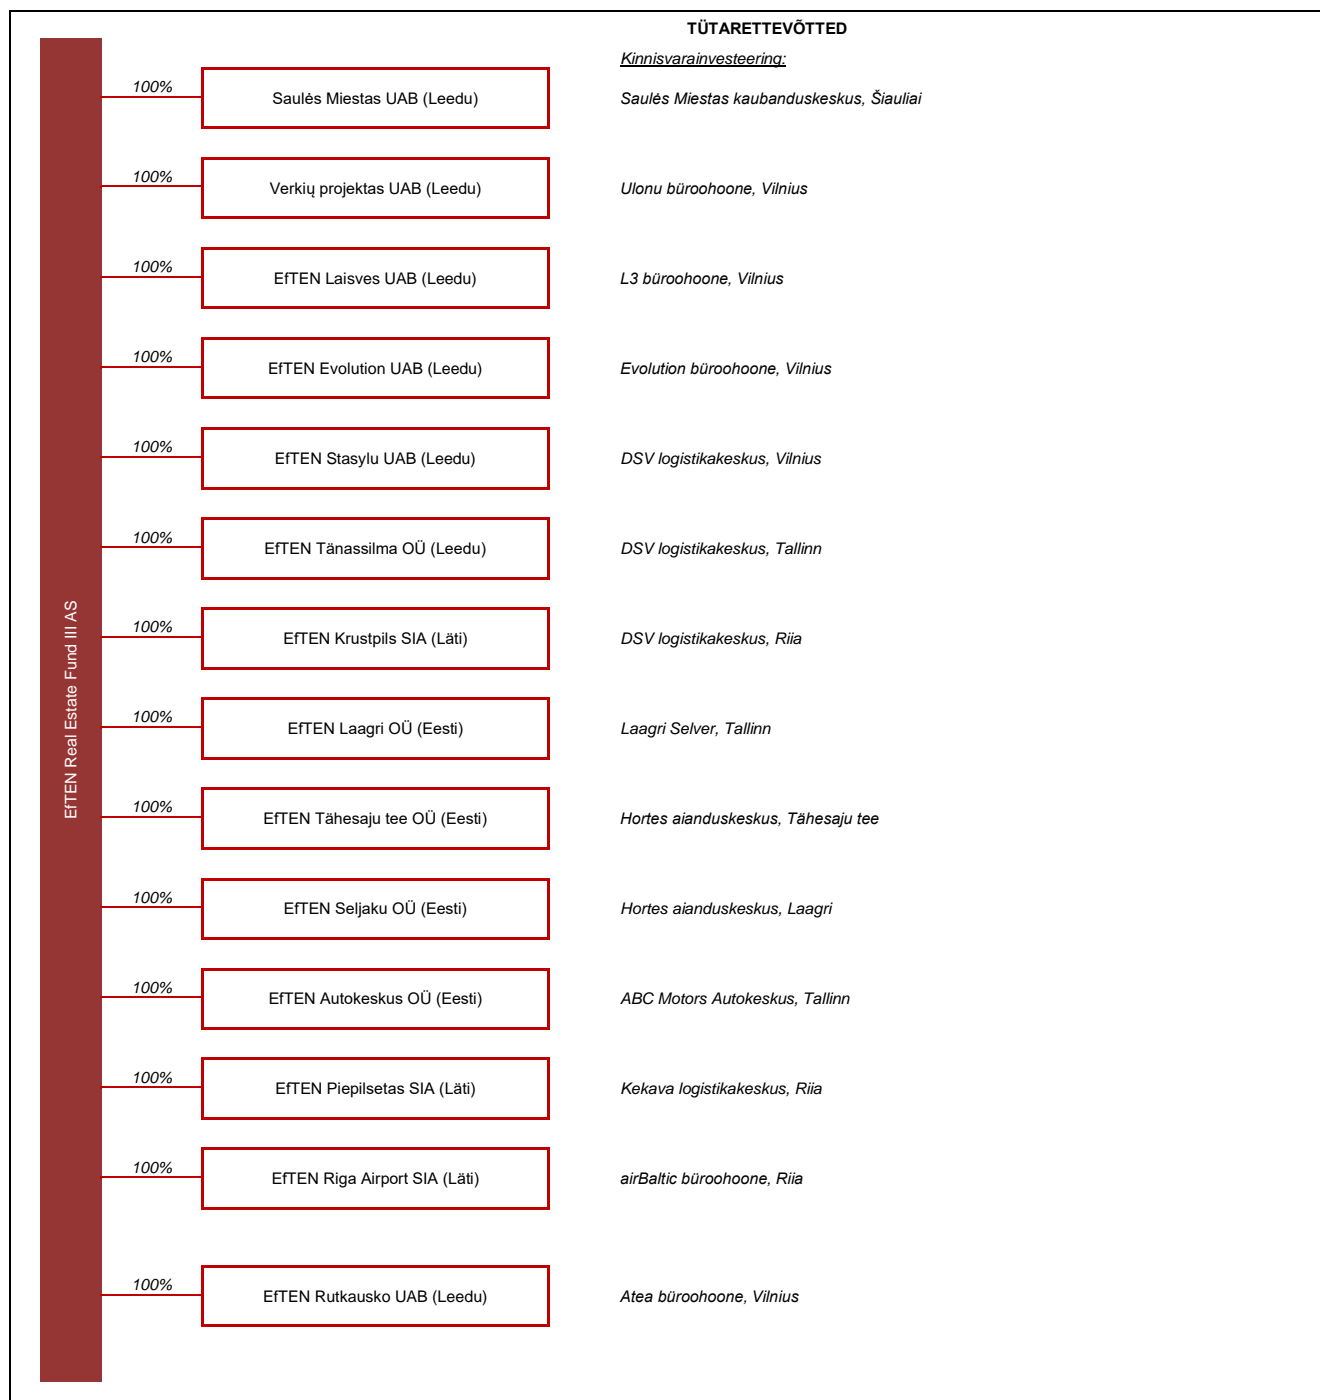 TÜTARETTEVÕTTED
Kinnisvarainvesteering:
100% Saulės Miestas UAB (Leedu) Saulės Miestas kaubanduskeskus, Šiauliai
100% Verkių projektas UAB (Leedu) Ulonu büroohoone, Vilnius
100% EfTEN Laisves UAB (Leedu) L3 büroohoone, Vilnius
100% EfTEN Evolution UAB (Leedu) Evolution büroohoone, Vilnius
100% EfTEN Stasylu UAB (Leedu) DSV logistikakeskus, Vilnius
100% EfTEN Tänassilma OÜ (Leedu) DSV logistikakeskus, Tallinn
EfTEN Real Estate Fund III AS
100% EfTEN Krustpils SIA (Läti) DSV logistikakeskus, Riia
100% EfTEN Laagri OÜ (Eesti) Laagri Selver, Tallinn
100% EfTEN Tähesaju tee OÜ (Eesti) Hortes aianduskeskus, Tähesaju tee
100% EfTEN Seljaku OÜ (Eesti) Hortes aianduskeskus, Laagri
100% EfTEN Autokeskus OÜ (Eesti) ABC Motors Autokeskus, Tallinn
100% EfTEN Piepilsetas SIA (Läti) Kekava logistikakeskus, Riia
100% EfTEN Riga Airport SIA (Läti) airBaltic büroohoone, Riia
100% EfTEN Rutkausko UAB (Leedu) Atea büroohoone, Vilnius